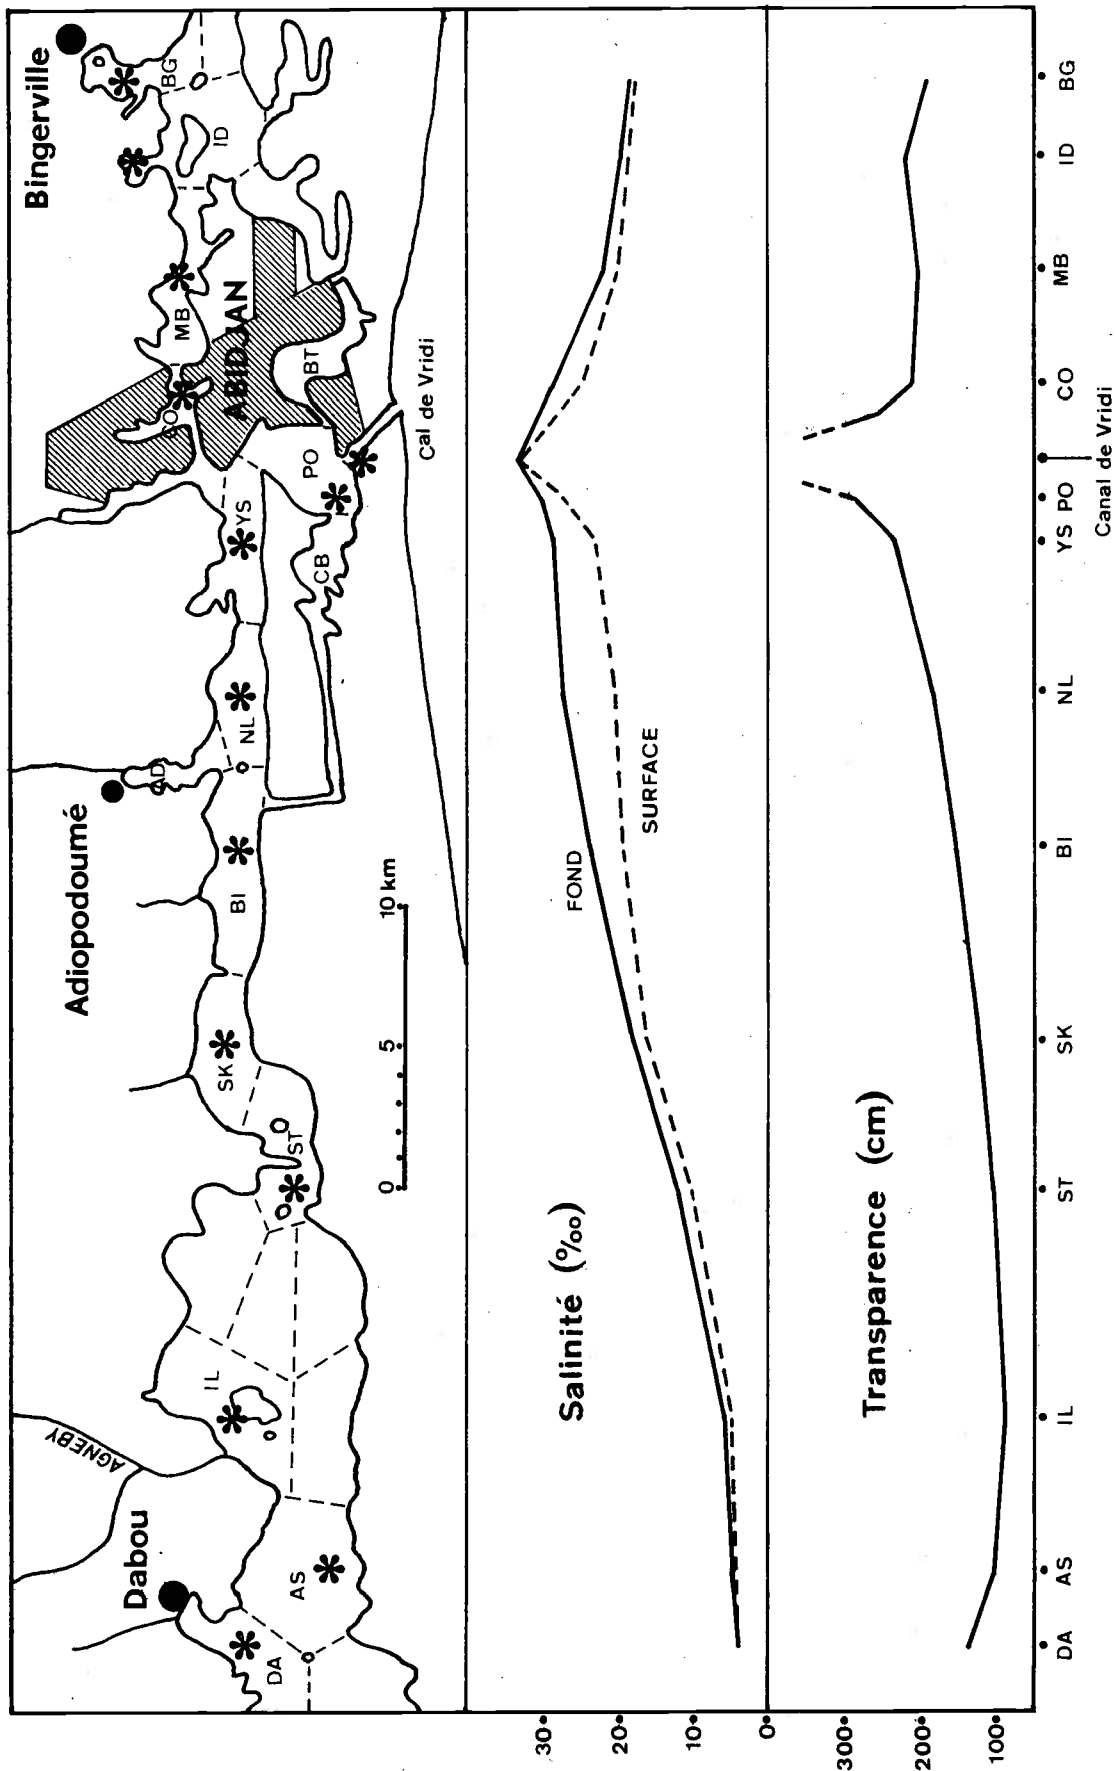 Dabou
Adiopodoumé
Bingerville
AGNEBY
DA
AS
IL
ST
SK
BI
AD
NL
YS
CB
PO
CO
MB
BT
ABIDJAN
ID
BG
0
5
10 km
Cal de Vridi
Salinité (‰)
FOND
SURFACE
30
20
10
0
Transparence (cm)
300
200
100
DA
AS
IL
ST
SK
BI
NL
YS
PO
Canal de Vridi
CO
MB
ID
BG